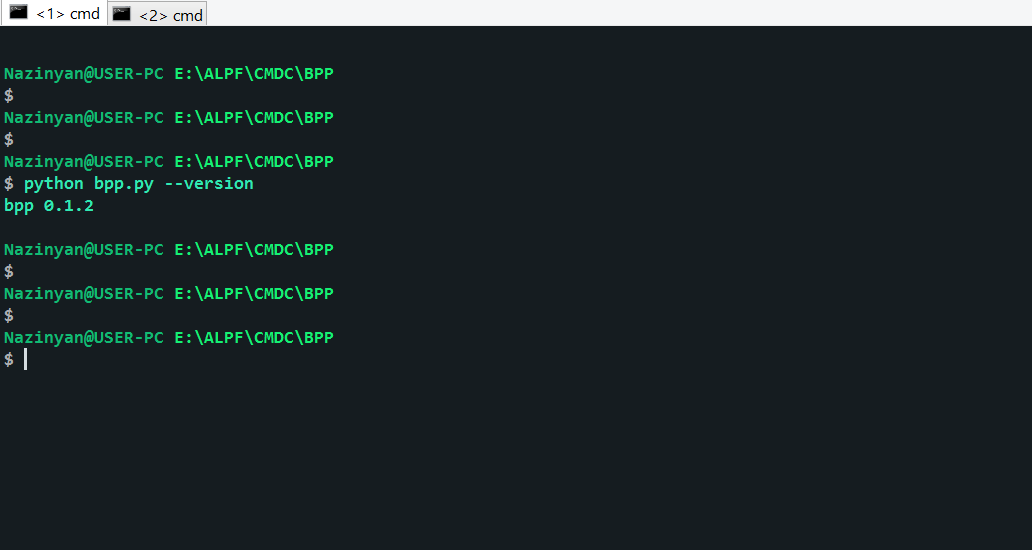 <1> cmd <2> cmd
Nazinyan@USER-PC E:\ALPF\CMDC\BPP
$
Nazinyan@USER-PC E:\ALPF\CMDC\BPP
$
Nazinyan@USER-PC E:\ALPF\CMDC\BPP
$ python bpp.py --version
bpp 0.1.2
Nazinyan@USER-PC E:\ALPF\CMDC\BPP
$
Nazinyan@USER-PC E:\ALPF\CMDC\BPP
$
Nazinyan@USER-PC E:\ALPF\CMDC\BPP
$